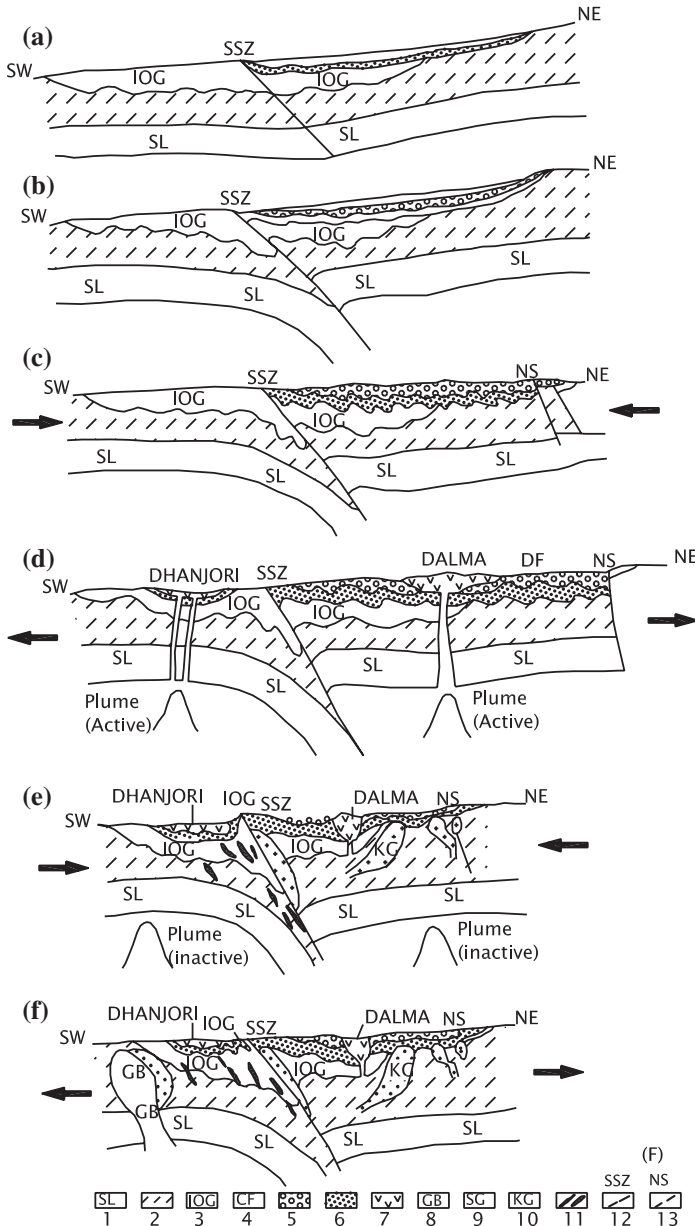 (a)
NE
SSZ
SW IOG IOG
SL SL
(b)
NE
SW SSZ
IOG IOG
SL SL SL
(c)
SW SSZ NS NE
IOG IOG
SL SL SL
(d)
DHANJORI SSZ DALMA DF NS NE
SW
IOG IOG
SL SL SL
Plume Plume
(Active) (Active)
(e)
DHANJORI IOG SSZ DALMA NS NE
SW
IOG IOG KG
SL SL SL SL
Plume Plume
(inactive) (inactive)
(f)
DHANJORI IOG SSZ DALMA NS NE
SW
GB IOG IOG KG
GB
SL SL SL SL
(F)
SSZ NS
SL IOG CF GB SG KG
1 2 3 4 5 6 7 8 9 10 11 12 13